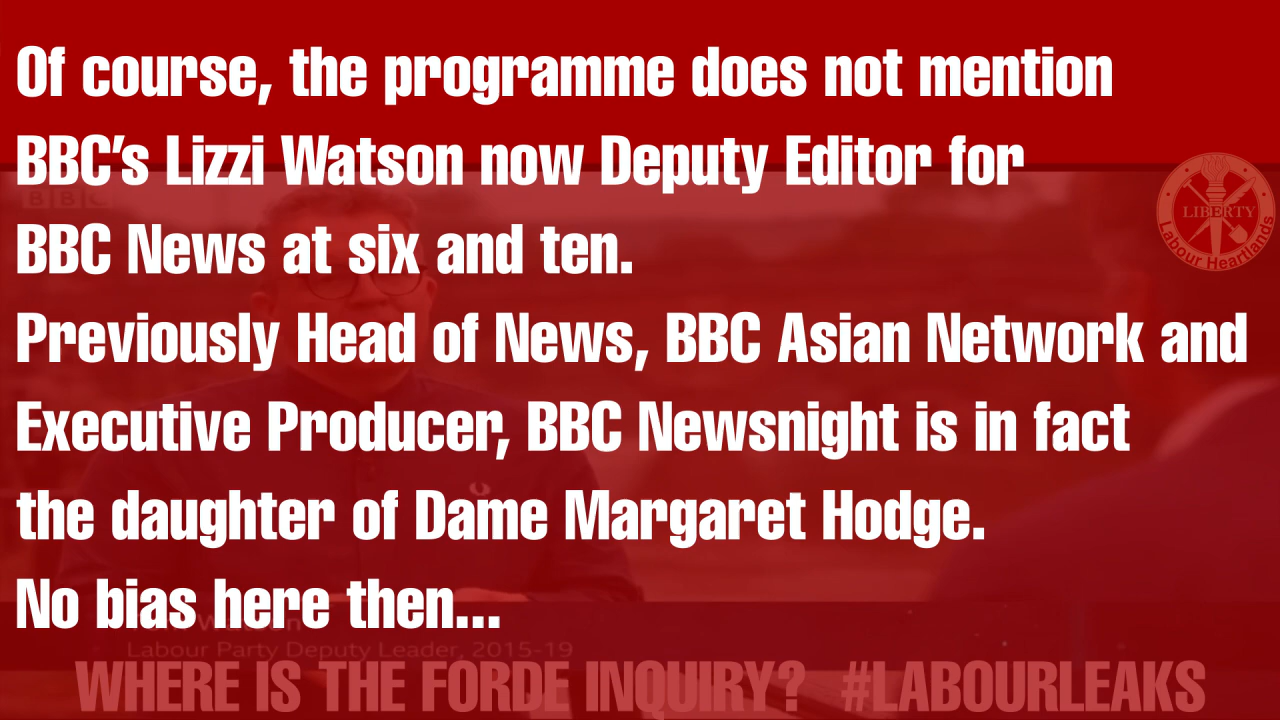 Of course, the programme does not mention
BBC's Lizzi Watson now Deputy Editor for
BBC
LIBERTY
Labour Heartlands
BBC News at six and ten.
Previously Head of News, BBC Asian Network and
Executive Producer, BBC Newsnight is in fact
the daughter of Dame Margaret Hodge.
No bias here then...
Tom Watson
Labour Party Deputy Leader, 2015-19
WHERE IS THE FORDE INQUIRY? #LABOURLEAKS